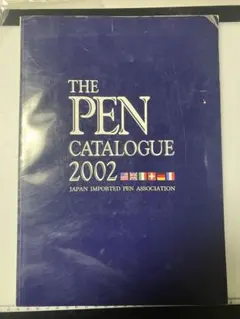 THE
PEN
CATALOGUE
2002
JAPAN IMPORTED PEN ASSOCIATION